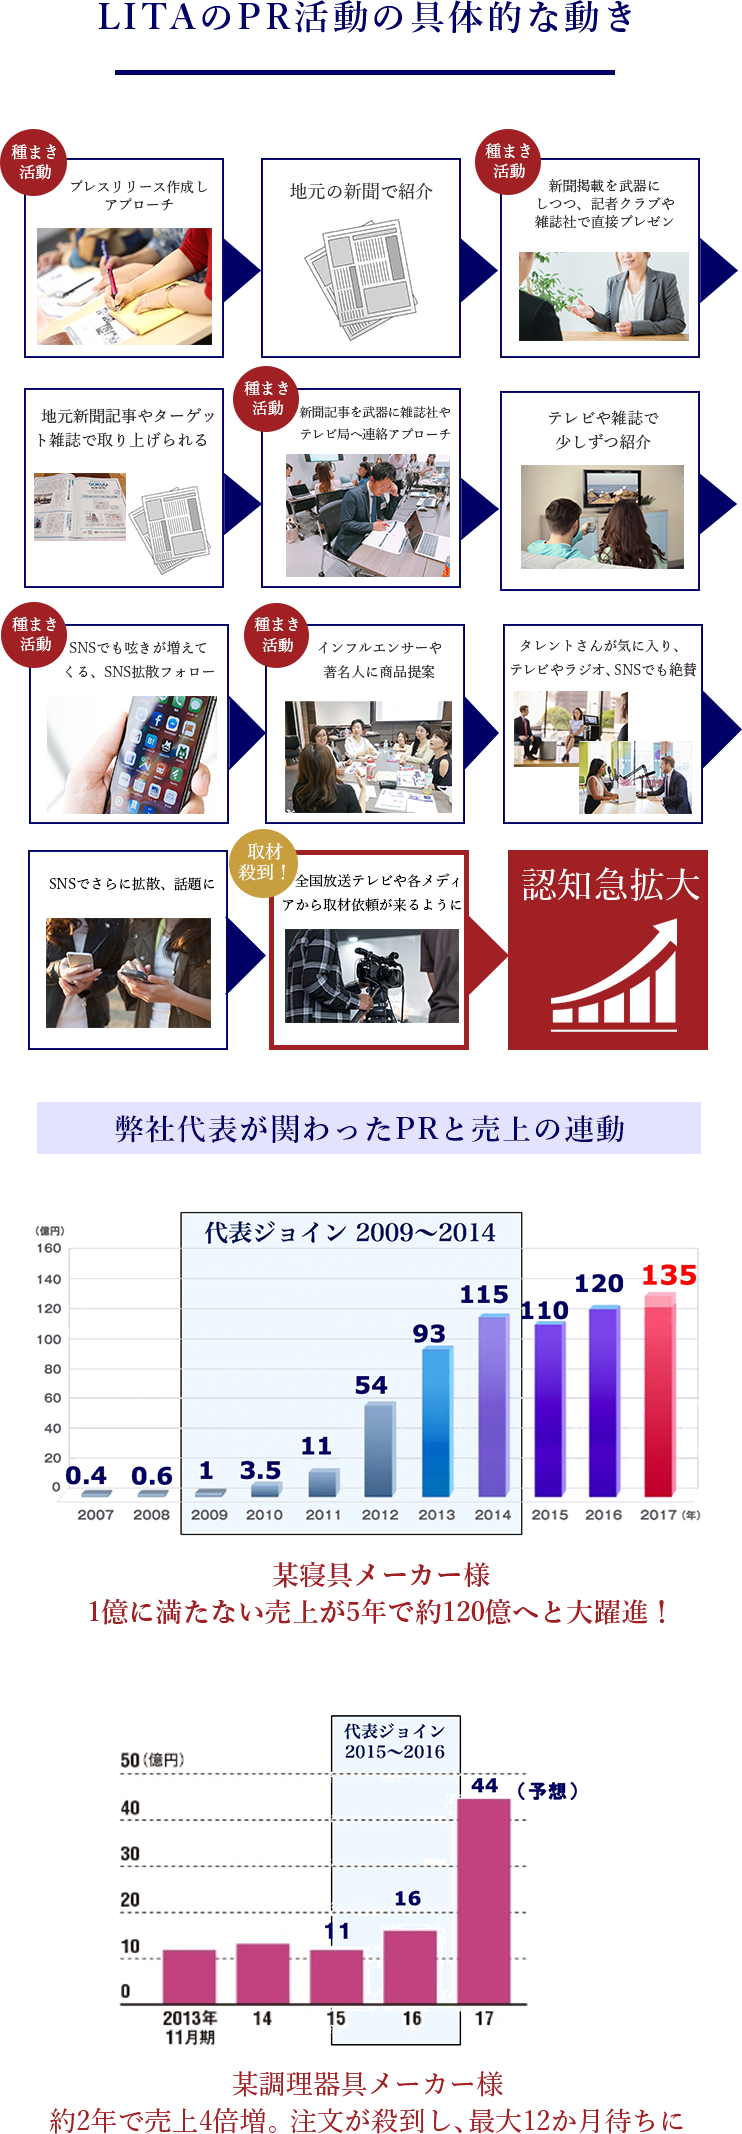 LITAのPR活動の具体的な動き
種まき
活動
プレスリリース作成し
アプローチ
地元の新聞で紹介
種まき
活動
新聞掲載を武器に
しつつ、記者クラブや
雑誌社で直接プレゼン
地元新聞記事やターゲッ
ト雑誌で取り上げられる
種まき
活動
新聞記事を武器に雑誌社や
テレビ局へ連絡アプローチ
テレビや雑誌で
少しずつ紹介
種まき
活動
SNSでも呟きが増えて
くる、SNS拡散フォロー
種まき
活動
インフルエンサーや
著名人に商品提案
タレントさんが気に入り、
テレビやラジオ、SNSでも絶賛
SNSでさらに拡散、話題に
取材
殺到！
全国放送テレビや各メディ
アから取材依頼が来るように
認知急拡大
弊社代表が関わったPRと売上の連動
代表ジョイン 2009〜2014
（億円）
160
140
120
100
80
60
40
20
0
0.4
0.6
1
3.5
11
54
93
115
110
120
135
2007
2008
2009
2010
2011
2012
2013
2014
2015
2016
2017（年）
某寝具メーカー様
1億に満たない売上が5年で約120億へと大躍進！
代表ジョイン
2015〜2016
50（億円）
40
30
20
10
0
11
16
44（予想）
2013年
11月期
14
15
16
17
某調理器具メーカー様
約2年で売上4倍増。注文が殺到し、最大12か月待ちに